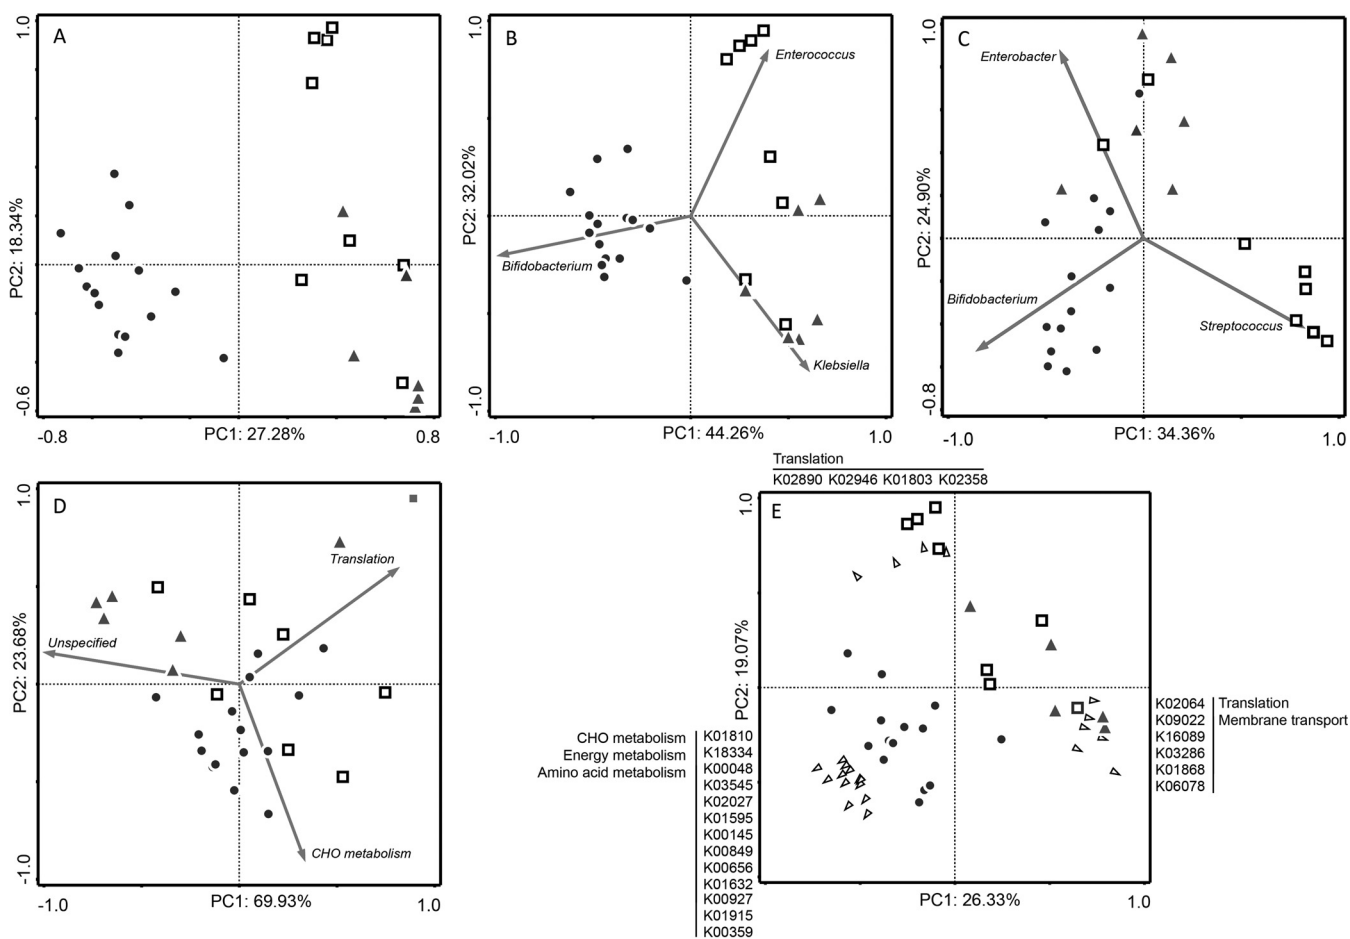 A
1.0
PC2: 18.34%
-0.6
-0.8
PC1: 27.28%
0.8
B
1.0
PC2: 32.02%
-1.0
Enterococcus
Bifidobacterium
Klebsiella
-1.0
PC1: 44.26%
1.0
C
1.0
PC2: 24.90%
-0.8
Enterobacter
Bifidobacterium
Streptococcus
-1.0
PC1: 34.36%
1.0
D
1.0
PC2: 23.68%
-1.0
Translation
Unspecified
CHO metabolism
-1.0
PC1: 69.93%
1.0
Translation
K02890 K02946 K01803 K02358
E
1.0
PC2: 19.07%
CHO metabolism
Energy metabolism
Amino acid metabolism
K01810
K18334
K00048
K03545
K02027
K01595
K00145
K00849
K00656
K01632
K00927
K01915
K00359
K02064
K09022
K16089
K03286
K01868
K06078
Translation
Membrane transport
PC1: 26.33%
1.0